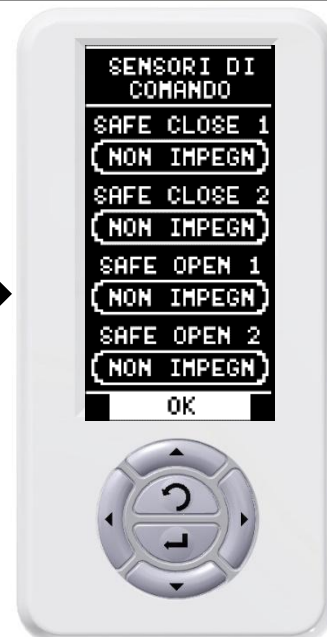 SENSORI DI
COMANDO
SAFE CLOSE 1
NON IMPEGN
SAFE CLOSE 2
NON IMPEGN
SAFE OPEN 1
NON IMPEGN
SAFE OPEN 2
NON IMPEGN
OK